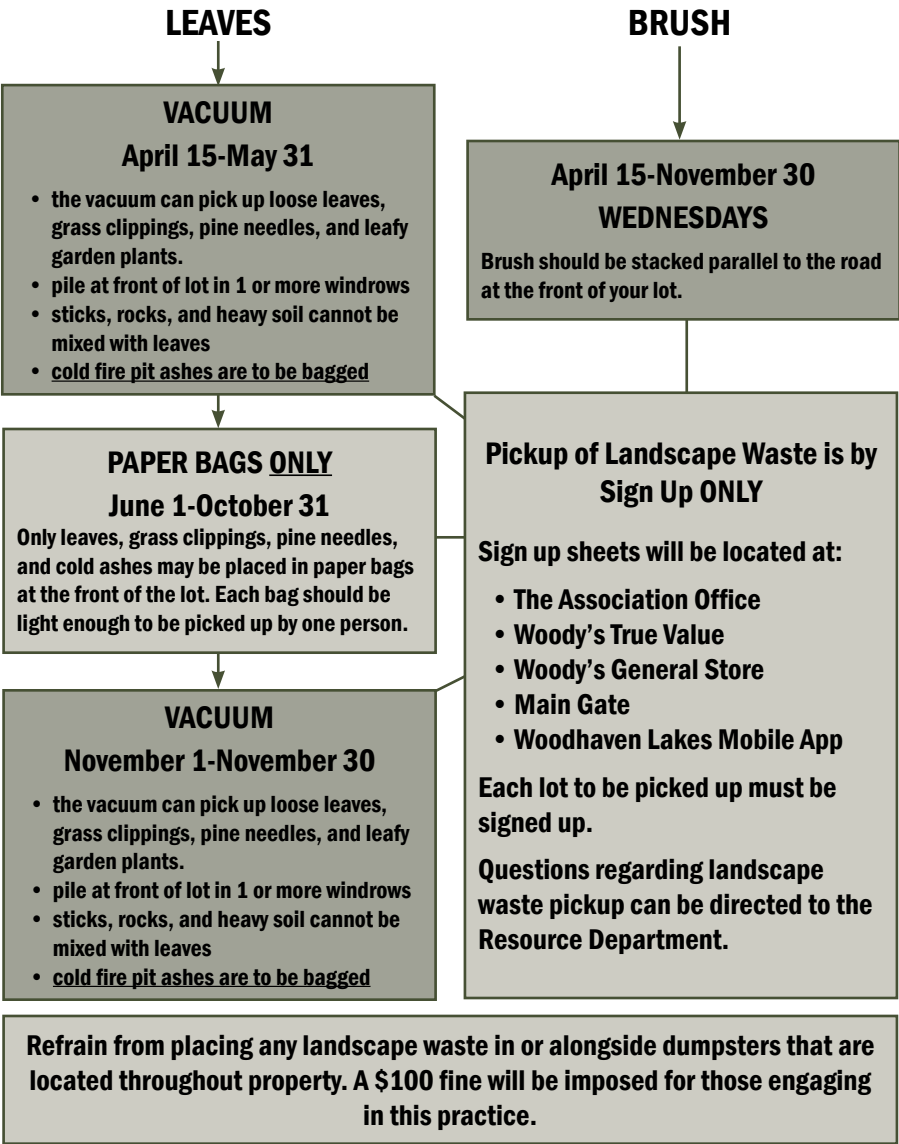 LEAVES
VACUUM
April 15-May 31
• the vacuum can pick up loose leaves,
grass clippings, pine needles, and leafy
garden plants.
• pile at front of lot in 1 or more windrows
• sticks, rocks, and heavy soil cannot be
mixed with leaves
• cold fire pit ashes are to be bagged
PAPER BAGS ONLY
June 1-October 31
Only leaves, grass clippings, pine needles,
and cold ashes may be placed in paper bags
at the front of the lot. Each bag should be
light enough to be picked up by one person.
VACUUM
November 1-November 30
• the vacuum can pick up loose leaves,
grass clippings, pine needles, and leafy
garden plants.
• pile at front of lot in 1 or more windrows
• sticks, rocks, and heavy soil cannot be
mixed with leaves
• cold fire pit ashes are to be bagged
BRUSH
April 15-November 30
WEDNESDAYS
Brush should be stacked parallel to the road
at the front of your lot.
Pickup of Landscape Waste is by
Sign Up ONLY
Sign up sheets will be located at:
• The Association Office
• Woody's True Value
• Woody's General Store
• Main Gate
• Woodhaven Lakes Mobile App
Each lot to be picked up must be
signed up.
Questions regarding landscape
waste pickup can be directed to the
Resource Department.
Refrain from placing any landscape waste in or alongside dumpsters that are
located throughout property. A $100 fine will be imposed for those engaging
in this practice.